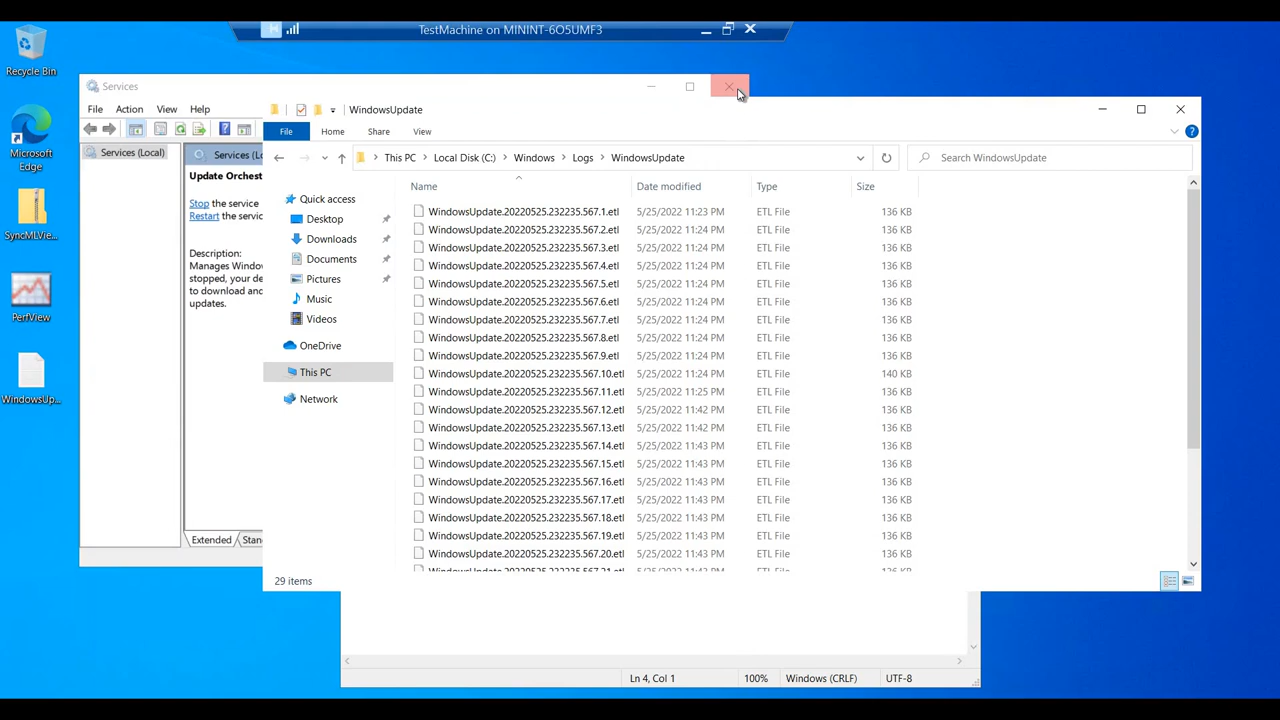 TestMachine on MININT-6O5UMF3
Recycle Bin
Microsoft
Edge
SyncMLVie...
PerfView
WindowsUp...
Services
File Action View Help
Services (Local)
Services (Lo
Update Orchest
Stop the service
Restart the servic
Description:
Manages Window
stopped, your de
to download and
updates.
Extended Stan
WindowsUpdate
File Home Share View
This PC Local Disk (C:) Windows Logs WindowsUpdate
Search WindowsUpdate
Quick access
Desktop
Downloads
Documents
Pictures
Music
Videos
OneDrive
This PC
Network
Name Date modified Type Size
WindowsUpdate.20220525.232235.567.1.etl 5/25/2022 11:23 PM ETL File 136 KB
WindowsUpdate.20220525.232235.567.2.etl 5/25/2022 11:24 PM ETL File 136 KB
WindowsUpdate.20220525.232235.567.3.etl 5/25/2022 11:24 PM ETL File 136 KB
WindowsUpdate.20220525.232235.567.4.etl 5/25/2022 11:24 PM ETL File 136 KB
WindowsUpdate.20220525.232235.567.5.etl 5/25/2022 11:24 PM ETL File 136 KB
WindowsUpdate.20220525.232235.567.6.etl 5/25/2022 11:24 PM ETL File 136 KB
WindowsUpdate.20220525.232235.567.7.etl 5/25/2022 11:24 PM ETL File 136 KB
WindowsUpdate.20220525.232235.567.8.etl 5/25/2022 11:24 PM ETL File 136 KB
WindowsUpdate.20220525.232235.567.9.etl 5/25/2022 11:24 PM ETL File 136 KB
WindowsUpdate.20220525.232235.567.10.etl 5/25/2022 11:24 PM ETL File 140 KB
WindowsUpdate.20220525.232235.567.11.etl 5/25/2022 11:25 PM ETL File 136 KB
WindowsUpdate.20220525.232235.567.12.etl 5/25/2022 11:42 PM ETL File 136 KB
WindowsUpdate.20220525.232235.567.13.etl 5/25/2022 11:42 PM ETL File 136 KB
WindowsUpdate.20220525.232235.567.14.etl 5/25/2022 11:43 PM ETL File 136 KB
WindowsUpdate.20220525.232235.567.15.etl 5/25/2022 11:43 PM ETL File 136 KB
WindowsUpdate.20220525.232235.567.16.etl 5/25/2022 11:43 PM ETL File 136 KB
WindowsUpdate.20220525.232235.567.17.etl 5/25/2022 11:43 PM ETL File 136 KB
WindowsUpdate.20220525.232235.567.18.etl 5/25/2022 11:43 PM ETL File 136 KB
WindowsUpdate.20220525.232235.567.19.etl 5/25/2022 11:43 PM ETL File 136 KB
WindowsUpdate.20220525.232235.567.20.etl 5/25/2022 11:43 PM ETL File 136 KB
29 items
Ln 4, Col 1 100% Windows (CRLF) UTF-8